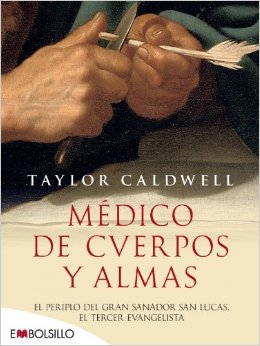 TAYLOR CALDWELL
MÉDICO
DE CVERPOS
Y ALMAS
EL PERIPLO DEL GRAN SANADOR SAN LUCAS,
EL TERCER EVANGELISTA
EMBOLSILLO